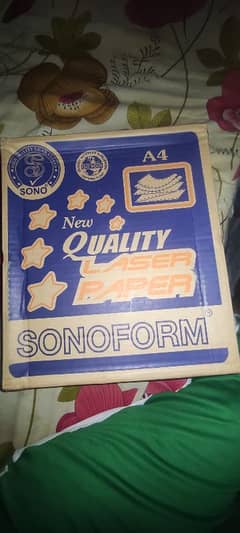 SONO
A4
New
QUALITY
LASER
PAPER
SONOFORM®